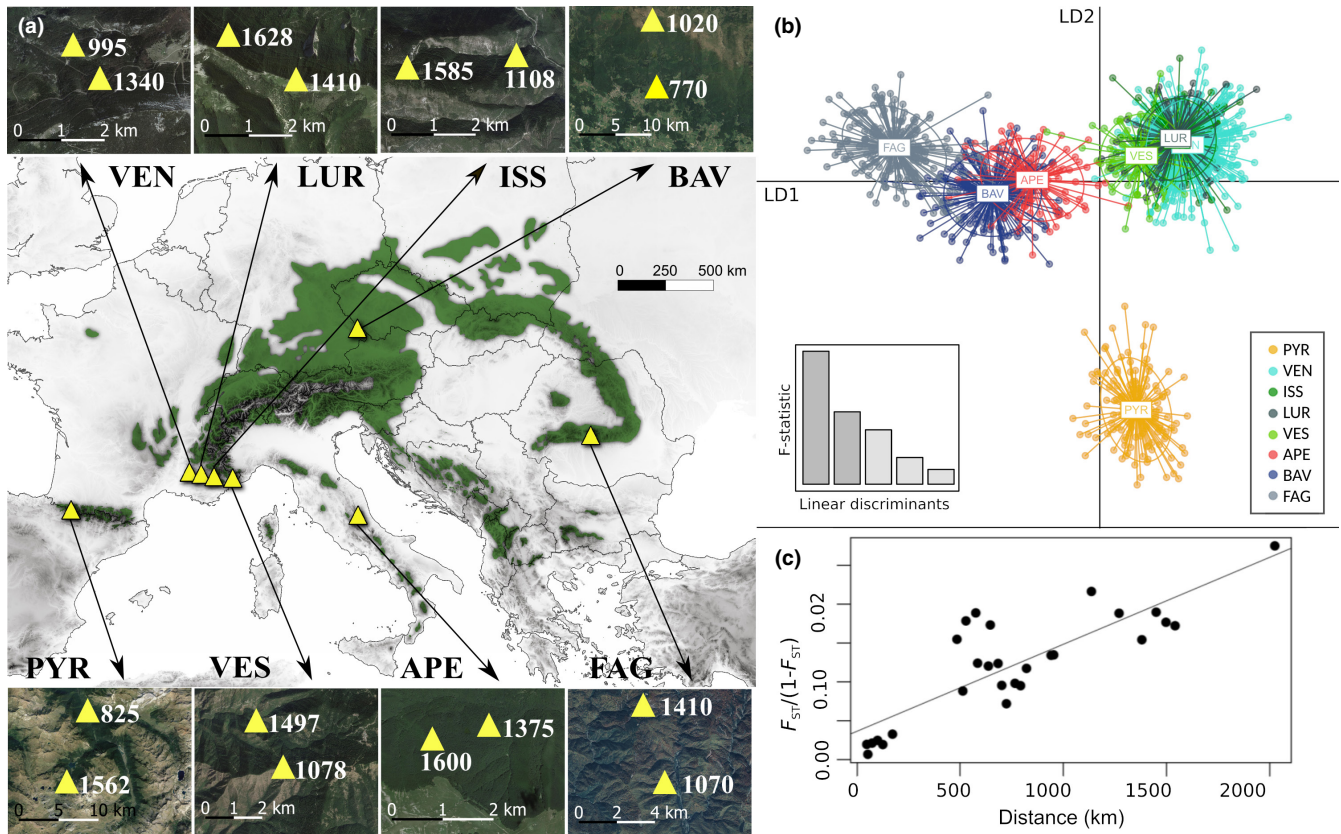 (a)
995
1340
0 1 2 km
1628
1410
0 1 2 km
1585
1108
0 1 2 km
1020
770
0 5 10 km
VEN
LUR
ISS
BAV
0 250 500 km
PYR
VES
APE
FAG
825
1562
0 5 10 km
1497
1078
0 1 2 km
1375
1600
0 1 2 km
1410
1070
0 2 4 km
(b)
LD2
LD1
FAG
BAV
APE
VES
LUR
N
PYR
F-statistic
Linear discriminants
PYR
VEN
ISS
LUR
VES
APE
BAV
FAG
(c)
FST/(1-FST)
0.02
0.10
0.00
0 500 1000 1500 2000
Distance (km)